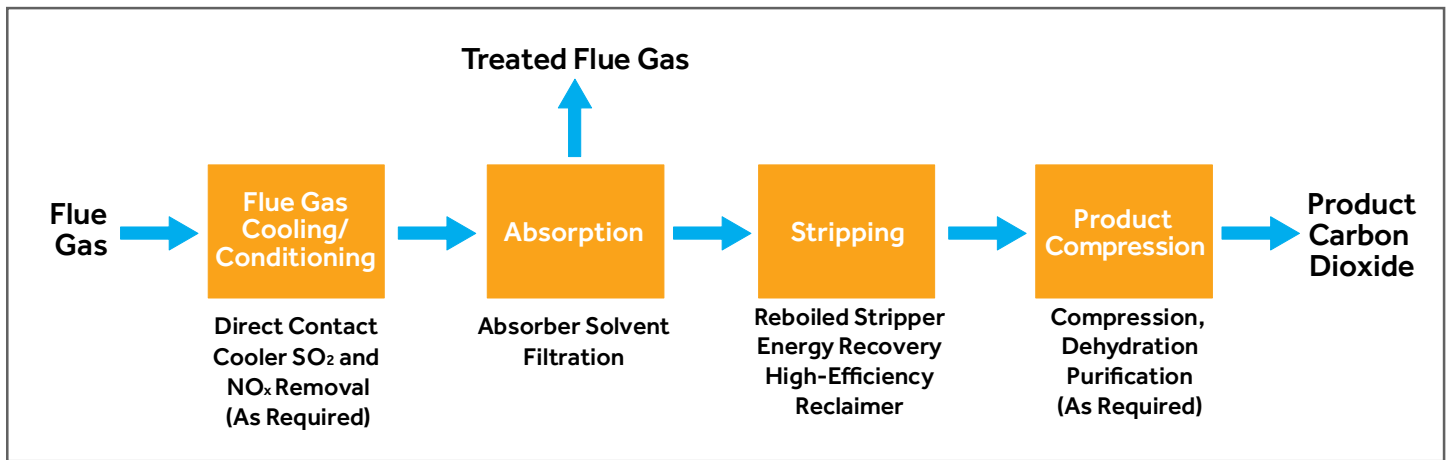 Treated Flue Gas
Flue
Gas
Flue Gas
Cooling/
Conditioning
Absorption
Stripping
Product
Compression
Product
Carbon
Dioxide
Direct Contact
Cooler SO₂ and
NOₓ Removal
(As Required)
Absorber Solvent
Filtration
Reboiled Stripper
Energy Recovery
High-Efficiency
Reclaimer
Compression,
Dehydration
Purification
(As Required)